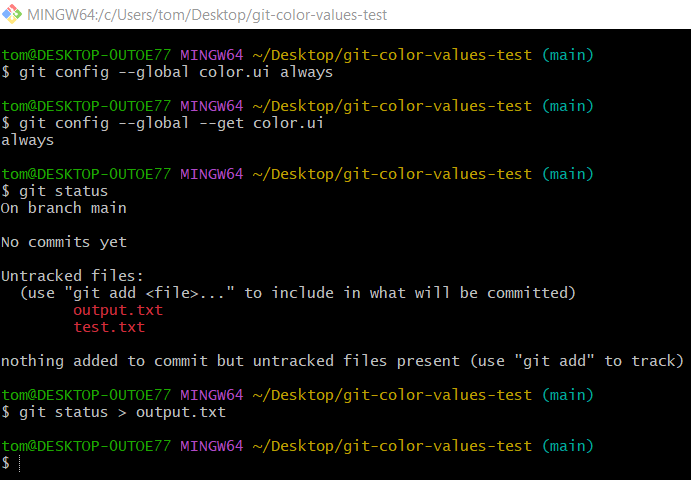 MINGW64:/c/Users/tom/Desktop/git-color-values-test
tom@DESKTOP-OUTOE77 MINGW64 ~/Desktop/git-color-values-test (main)
$ git config --global color.ui always
tom@DESKTOP-OUTOE77 MINGW64 ~/Desktop/git-color-values-test (main)
$ git config --global --get color.ui
always
tom@DESKTOP-OUTOE77 MINGW64 ~/Desktop/git-color-values-test (main)
$ git status
On branch main
No commits yet
Untracked files:
(use "git add <file>..." to include in what will be committed)
output.txt
test.txt
nothing added to commit but untracked files present (use "git add" to track)
tom@DESKTOP-OUTOE77 MINGW64 ~/Desktop/git-color-values-test (main)
$ git status > output.txt
tom@DESKTOP-OUTOE77 MINGW64 ~/Desktop/git-color-values-test (main)
$